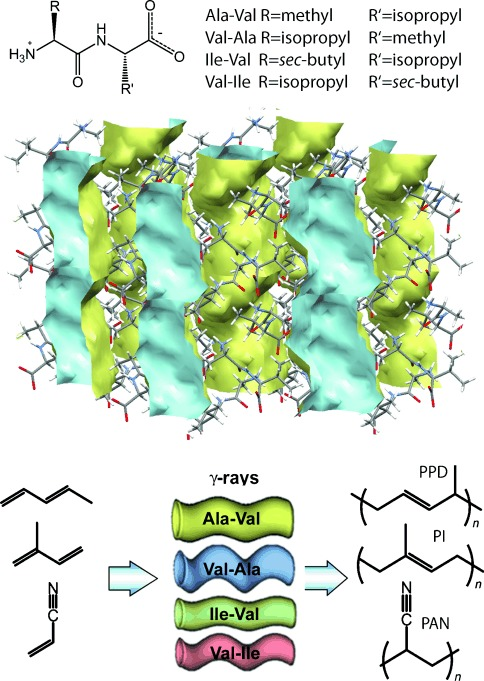 R
H₃N⁺
O
H
N
R'
O
O⁻
Ala-Val R=methyl R'=isopropyl
Val-Ala R=isopropyl R'=methyl
Ile-Val R=sec-butyl R'=isopropyl
Val-Ile R=isopropyl R'=sec-butyl
γ-rays
Ala-Val
Val-Ala
Ile-Val
Val-Ile
N
C
PPD
n
PI
n
N
C
PAN
n